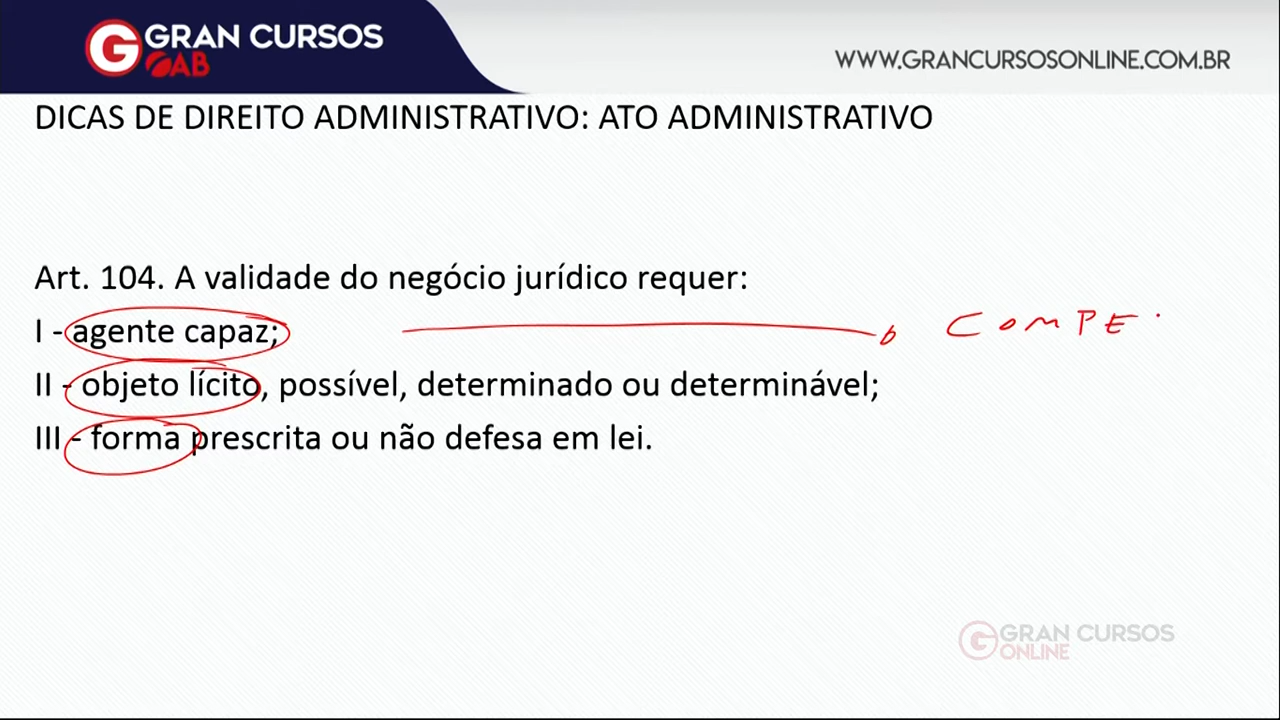 GRAN CURSOS
OAB
WWW.GRANCURSOSONLINE.COM.BR
DICAS DE DIREITO ADMINISTRATIVO: ATO ADMINISTRATIVO
Art. 104. A validade do negócio jurídico requer:
I - agente capaz; COMPE
II - objeto lícito, possível, determinado ou determinável;
III - forma prescrita ou não defesa em lei.
GRAN CURSOS
ONLINE